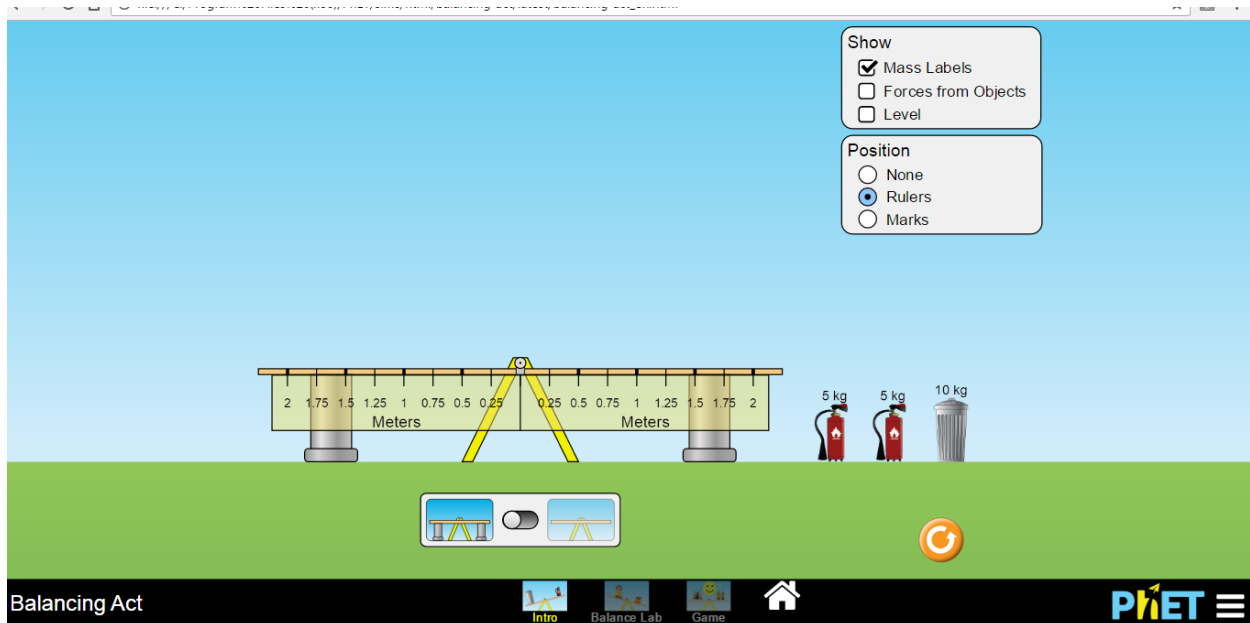 Show
Mass Labels
Forces from Objects
Level
Position
None
Rulers
Marks
2 1.75 1.5 1.25 1 0.75 0.5 0.25 0.25 0.5 0.75 1 1.25 1.5 1.75 2
Meters Meters
5 kg 5 kg 10 kg
Balancing Act
Intro Balance Lab Game
PhET